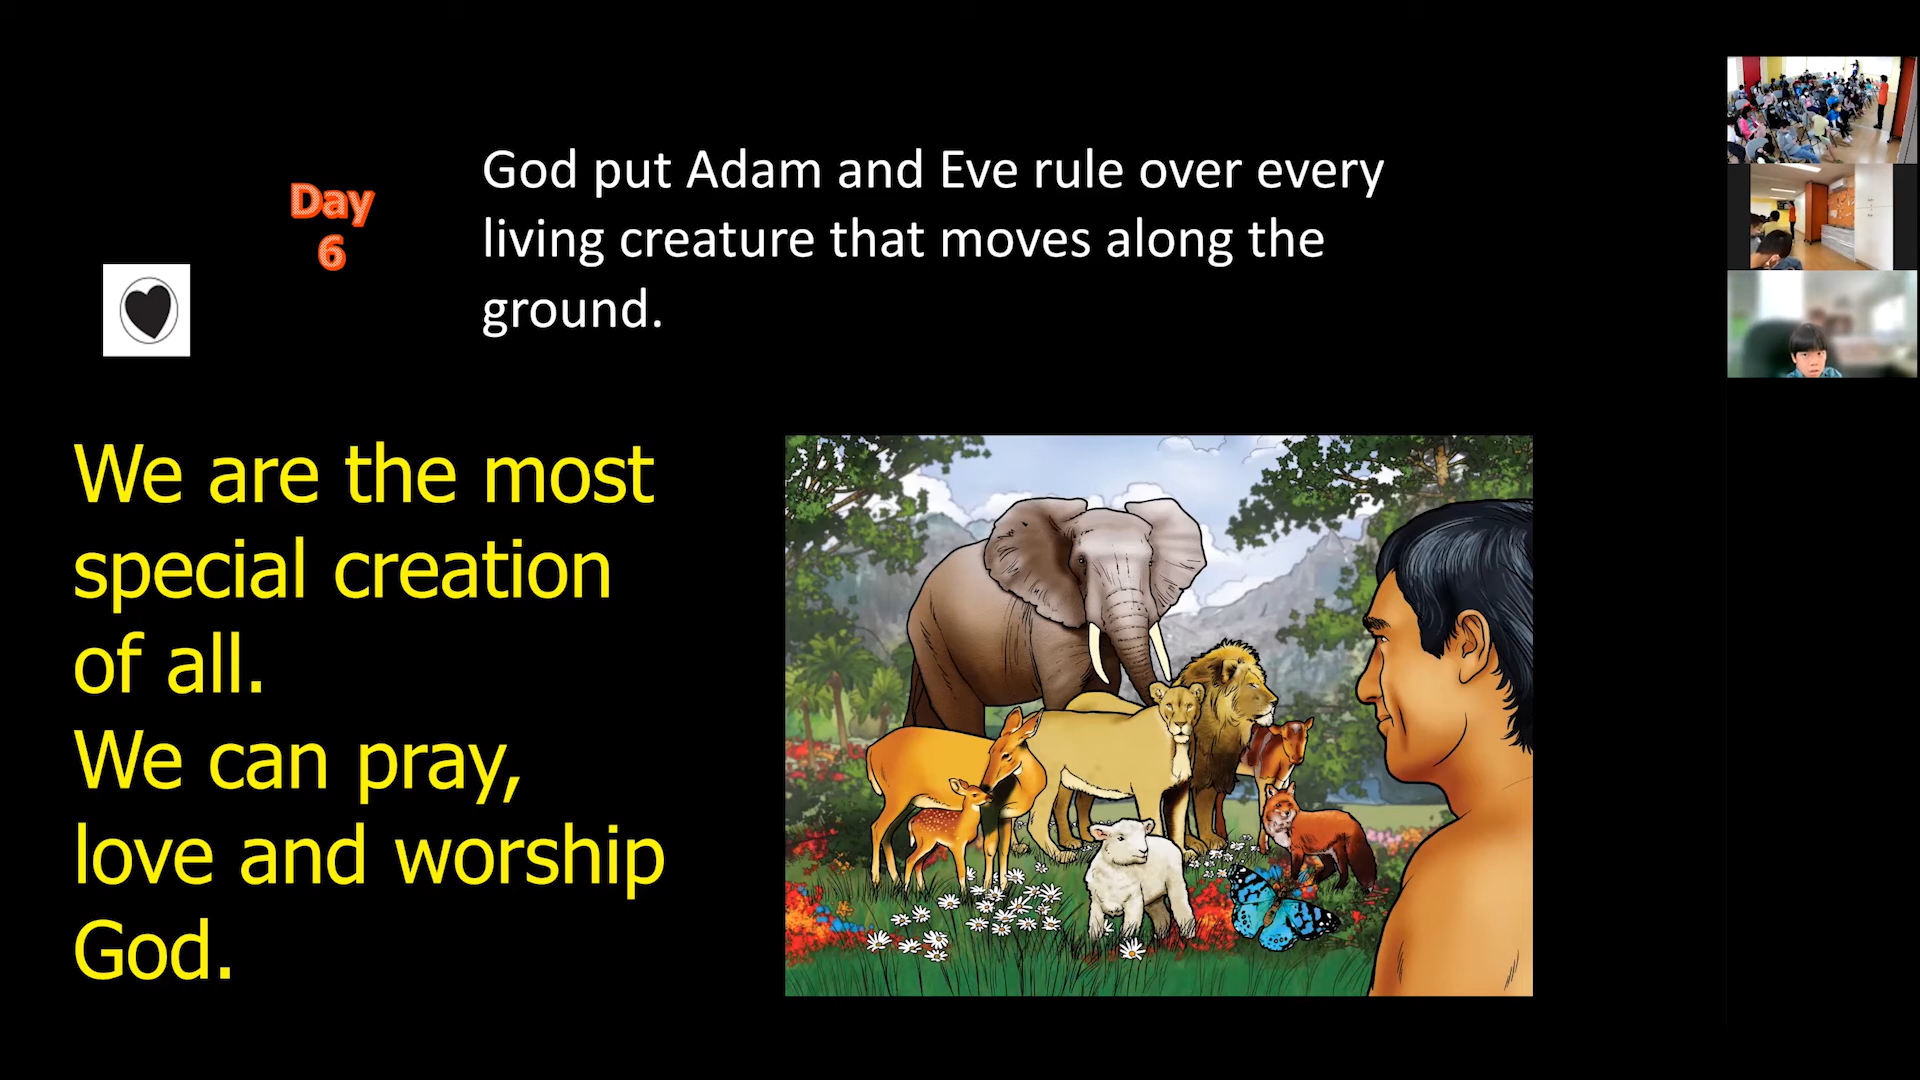 Day
6
God put Adam and Eve rule over every
living creature that moves along the
ground.
We are the most
special creation
of all.
We can pray,
love and worship
God.